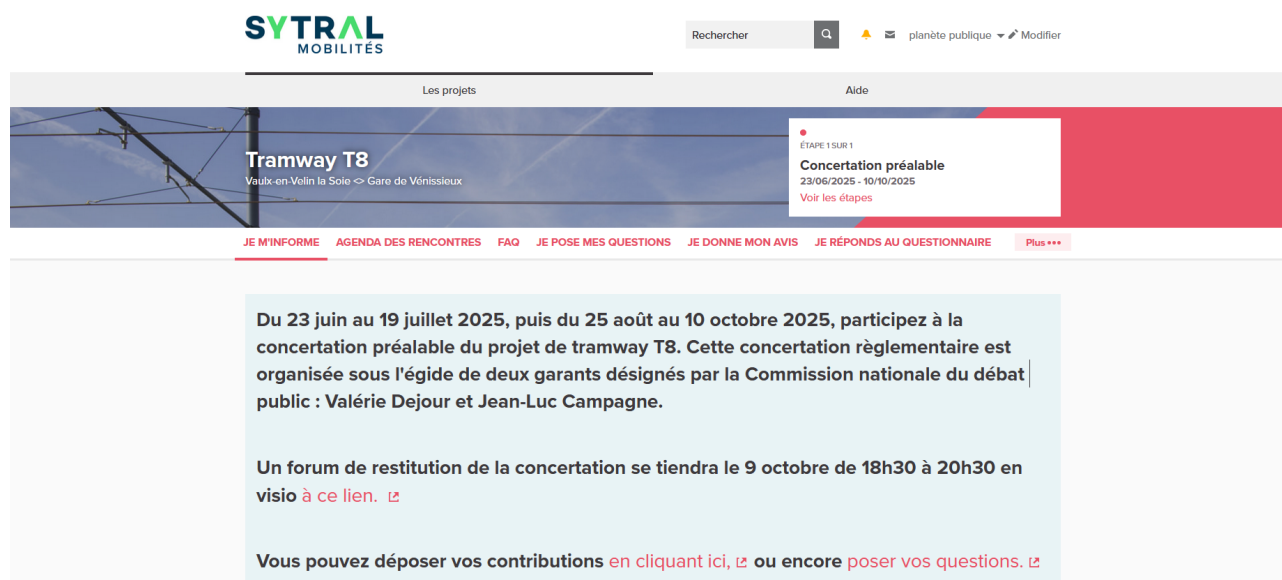 SYTRAL
MOBILITÉS
Rechercher
planète publique
Modifier
Les projets
Aide
Tramway T8
Vaulx-en-Velin la Soie <> Gare de Vénissieux
ÉTAPE 1 SUR 1
Concertation préalable
23/06/2025 - 10/10/2025
Voir les étapes
JE M'INFORME AGENDA DES RENCONTRES FAQ JE POSE MES QUESTIONS JE DONNE MON AVIS JE RÉPONDS AU QUESTIONNAIRE Plus •••
Du 23 juin au 19 juillet 2025, puis du 25 août au 10 octobre 2025, participez à la
concertation préalable du projet de tramway T8. Cette concertation règlementaire est
organisée sous l'égide de deux garants désignés par la Commission nationale du débat
public : Valérie Dejour et Jean-Luc Campagne.
Un forum de restitution de la concertation se tiendra le 9 octobre de 18h30 à 20h30 en
visio à ce lien.
Vous pouvez déposer vos contributions en cliquant ici, ou encore poser vos questions.